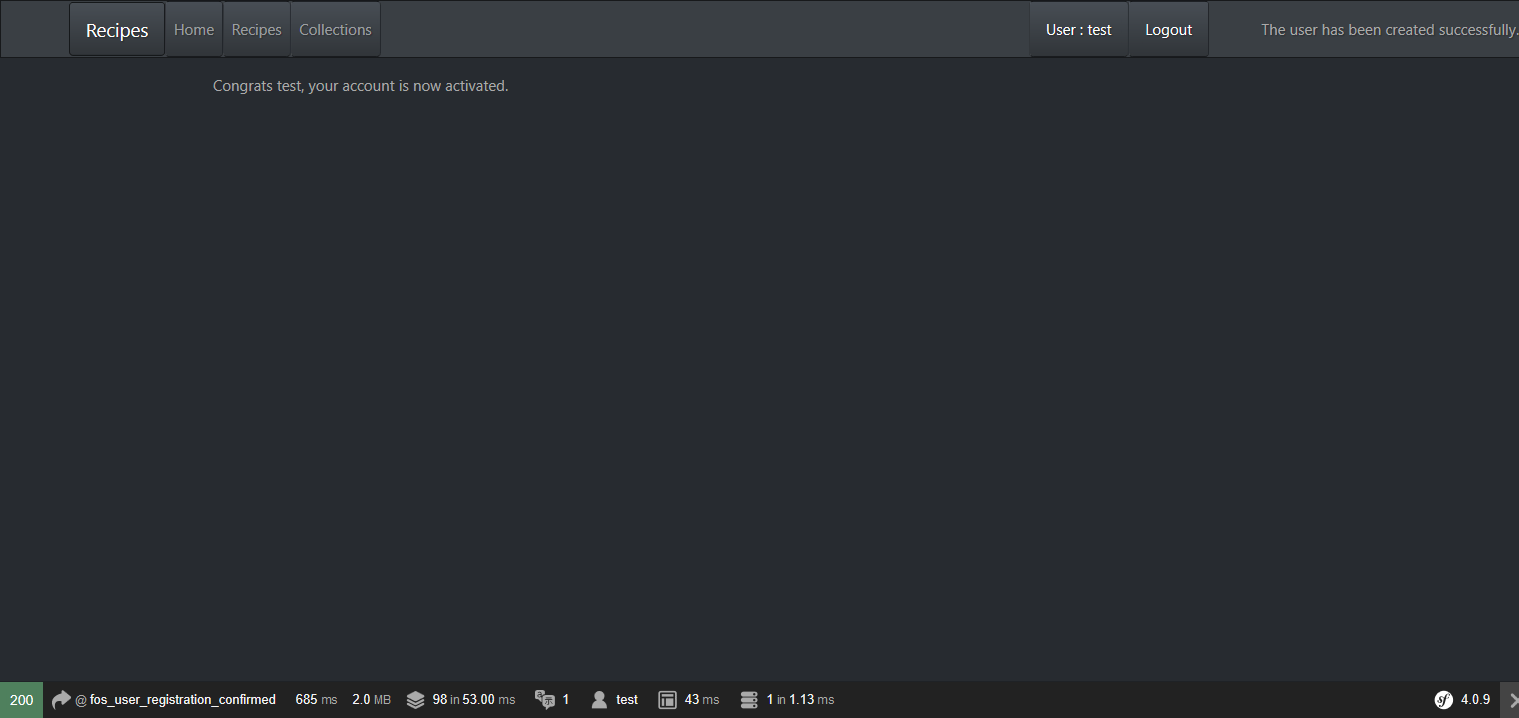 Recipes Home Recipes Collections User : test Logout The user has been created successfully.
Congrats test, your account is now activated.
200 @ fos_user_registration_confirmed 685 ms 2.0 MB 98 in 53.00 ms 1 test 43 ms 1 in 1.13 ms sf 4.0.9